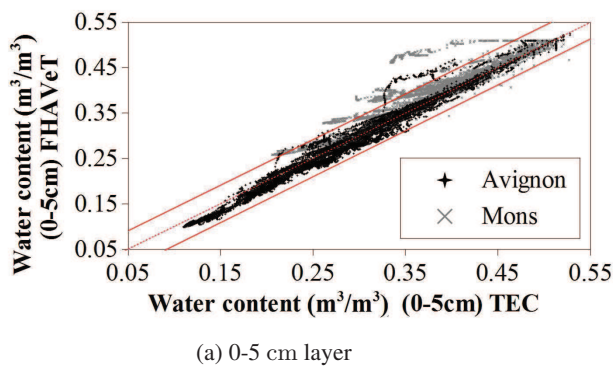 Water content (m³/m³)
(0-5cm) FHAVeT
0.55
0.45
0.35
0.25
0.15
0.05
Avignon
Mons
0.05 0.15 0.25 0.35 0.45 0.55
Water content (m³/m³) (0-5cm) TEC
(a) 0-5 cm layer